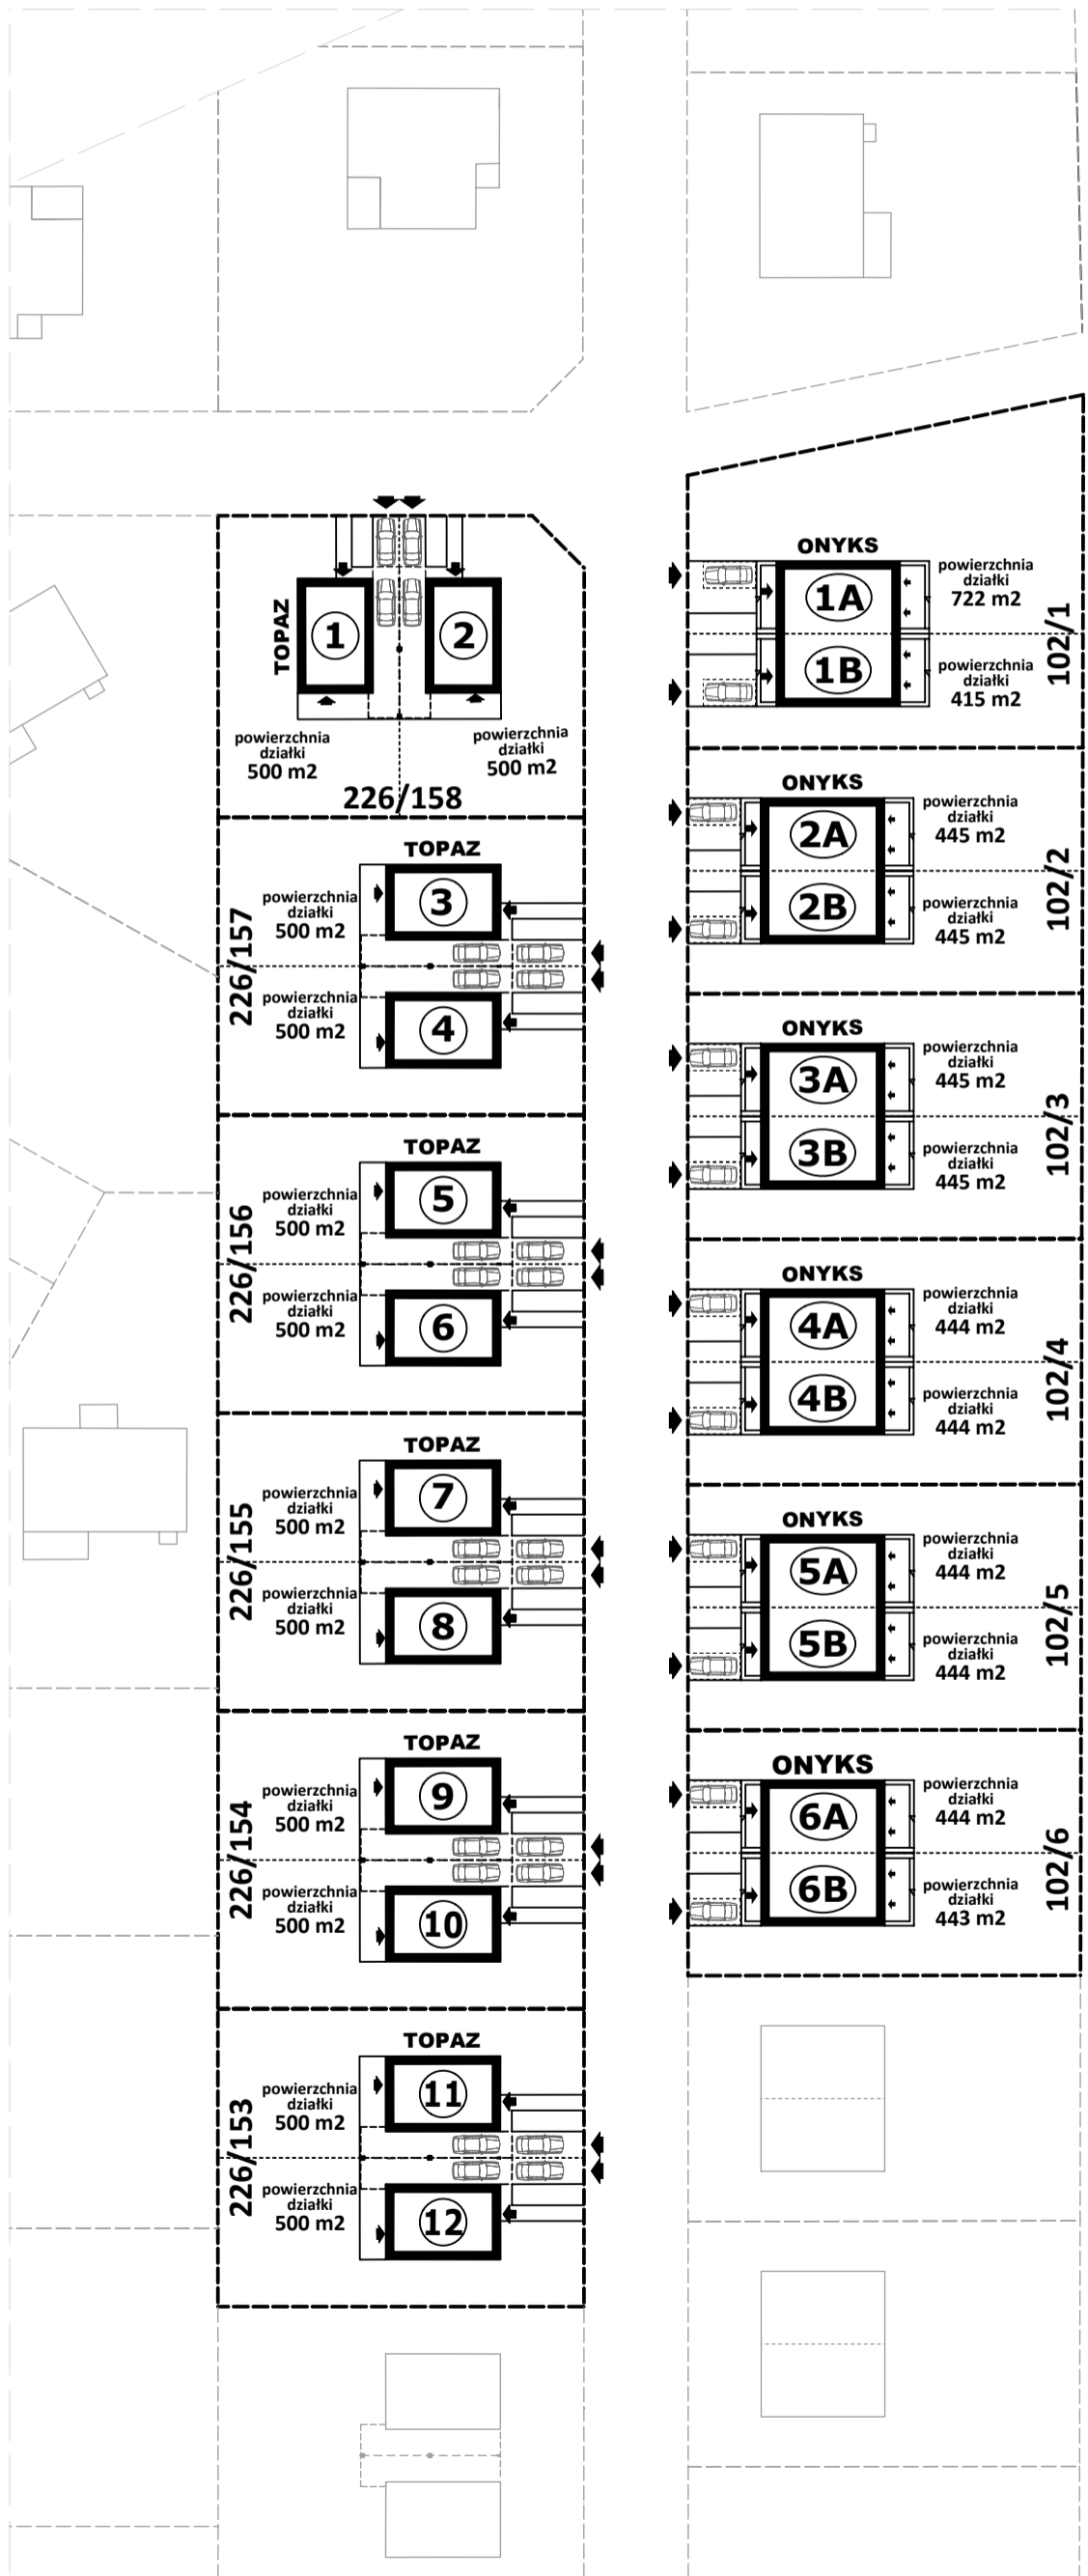 TOPAZ
1
2
powierzchnia
działki
500 m2
powierzchnia
działki
500 m2
226/158
TOPAZ
3
powierzchnia
działki
500 m2
226/157
powierzchnia
działki
500 m2
4
TOPAZ
5
powierzchnia
działki
500 m2
226/156
powierzchnia
działki
500 m2
6
TOPAZ
7
powierzchnia
działki
500 m2
226/155
powierzchnia
działki
500 m2
8
TOPAZ
9
powierzchnia
działki
500 m2
226/154
powierzchnia
działki
500 m2
10
TOPAZ
11
powierzchnia
działki
500 m2
226/153
powierzchnia
działki
500 m2
12
ONYKS
1A
powierzchnia
działki
722 m2
102/1
1B
powierzchnia
działki
415 m2
ONYKS
2A
powierzchnia
działki
445 m2
102/2
2B
powierzchnia
działki
445 m2
ONYKS
3A
powierzchnia
działki
445 m2
102/3
3B
powierzchnia
działki
445 m2
ONYKS
4A
powierzchnia
działki
444 m2
102/4
4B
powierzchnia
działki
444 m2
ONYKS
5A
powierzchnia
działki
444 m2
102/5
5B
powierzchnia
działki
444 m2
ONYKS
6A
powierzchnia
działki
444 m2
102/6
6B
powierzchnia
działki
443 m2